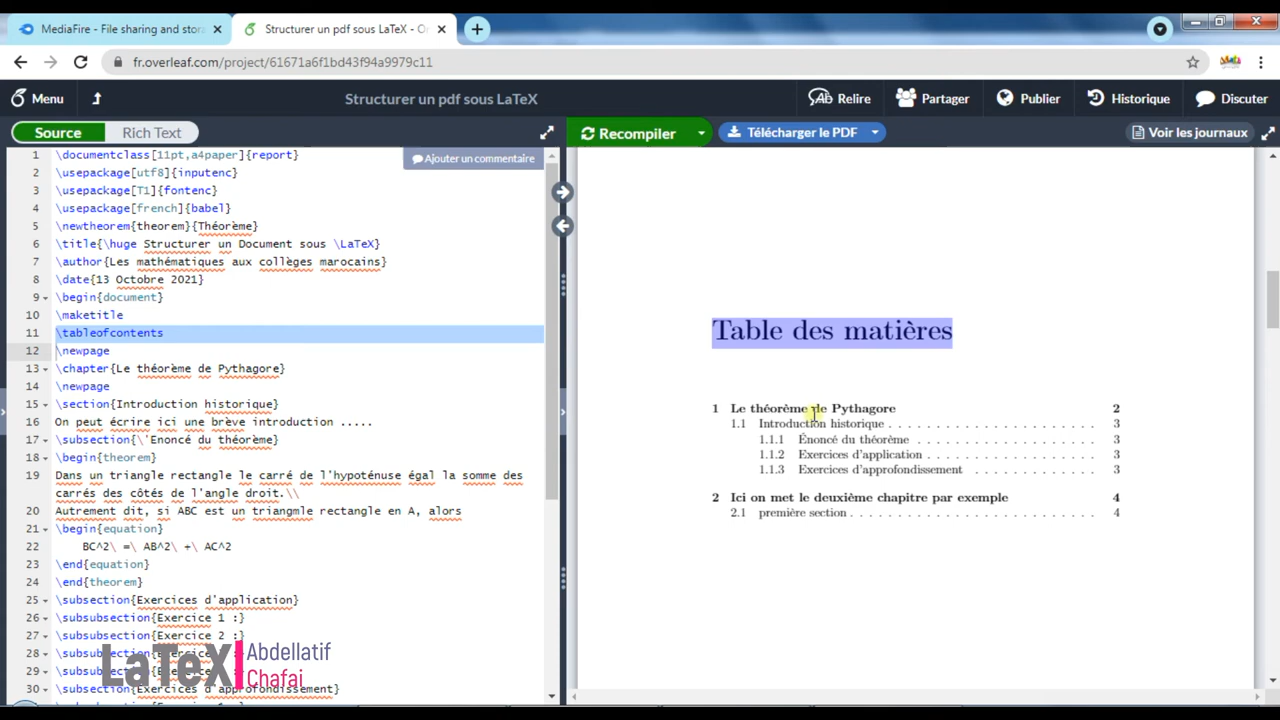 MediaFire - File sharing and stora
Structurer un pdf sous LaTeX - O
fr.overleaf.com/project/61671a6f1bd43f94a9979c11
Menu
Structurer un pdf sous LaTeX
Relire
Partager
Publier
Historique
Discuter
Source
Rich Text
Recompiler
Télécharger le PDF
Voir les journaux
Ajouter un commentaire
1 \documentclass[11pt,a4paper]{report}
2 \usepackage[utf8]{inputenc}
3 \usepackage[T1]{fontenc}
4 \usepackage[french]{babel}
5 \newtheorem{theorem}{Théorème}
6 \title{\huge Structurer un Document sous \LaTeX}
7 \author{Les mathématiques aux collèges marocains}
8 \date{13 Octobre 2021}
9 \begin{document}
10 \maketitle
11 \tableofcontents
12 \newpage
13 \chapter{Le théorème de Pythagore}
14 \newpage
15 \section{Introduction historique}
16 On peut écrire ici une brève introduction .....
17 \subsection{\'Enoncé du théorème}
18 \begin{theorem}
19 Dans un triangle rectangle le carré de l'hypoténuse égal la somme des
carrés des côtés de l'angle droit.\\
20 Autrement dit, si ABC est un triangmle rectangle en A, alors
21 \begin{equation}
22 BC^2\ =\ AB^2\ +\ AC^2
23 \end{equation}
24 \end{theorem}
25 \subsection{Exercices d'application}
26 \subsubsection{Exercice 1 :}
27 \subsubsection{Exercice 2 :}
28 \subs
29 \subs
30 \subsection{Exercices d'approfondissement}
LaTeX
Abdellatif
Chafai
Table des matières
1 Le théorème de Pythagore 2
1.1 Introduction historique . . . . . . . . . . . . . . . . . . . . . . 3
1.1.1 Énoncé du théorème . . . . . . . . . . . . . . . . . . . . 3
1.1.2 Exercices d'application . . . . . . . . . . . . . . . . . . . 3
1.1.3 Exercices d'approfondissement . . . . . . . . . . . . . . 3
2 Ici on met le deuxième chapitre par exemple 4
2.1 première section . . . . . . . . . . . . . . . . . . . . . . . . . . 4